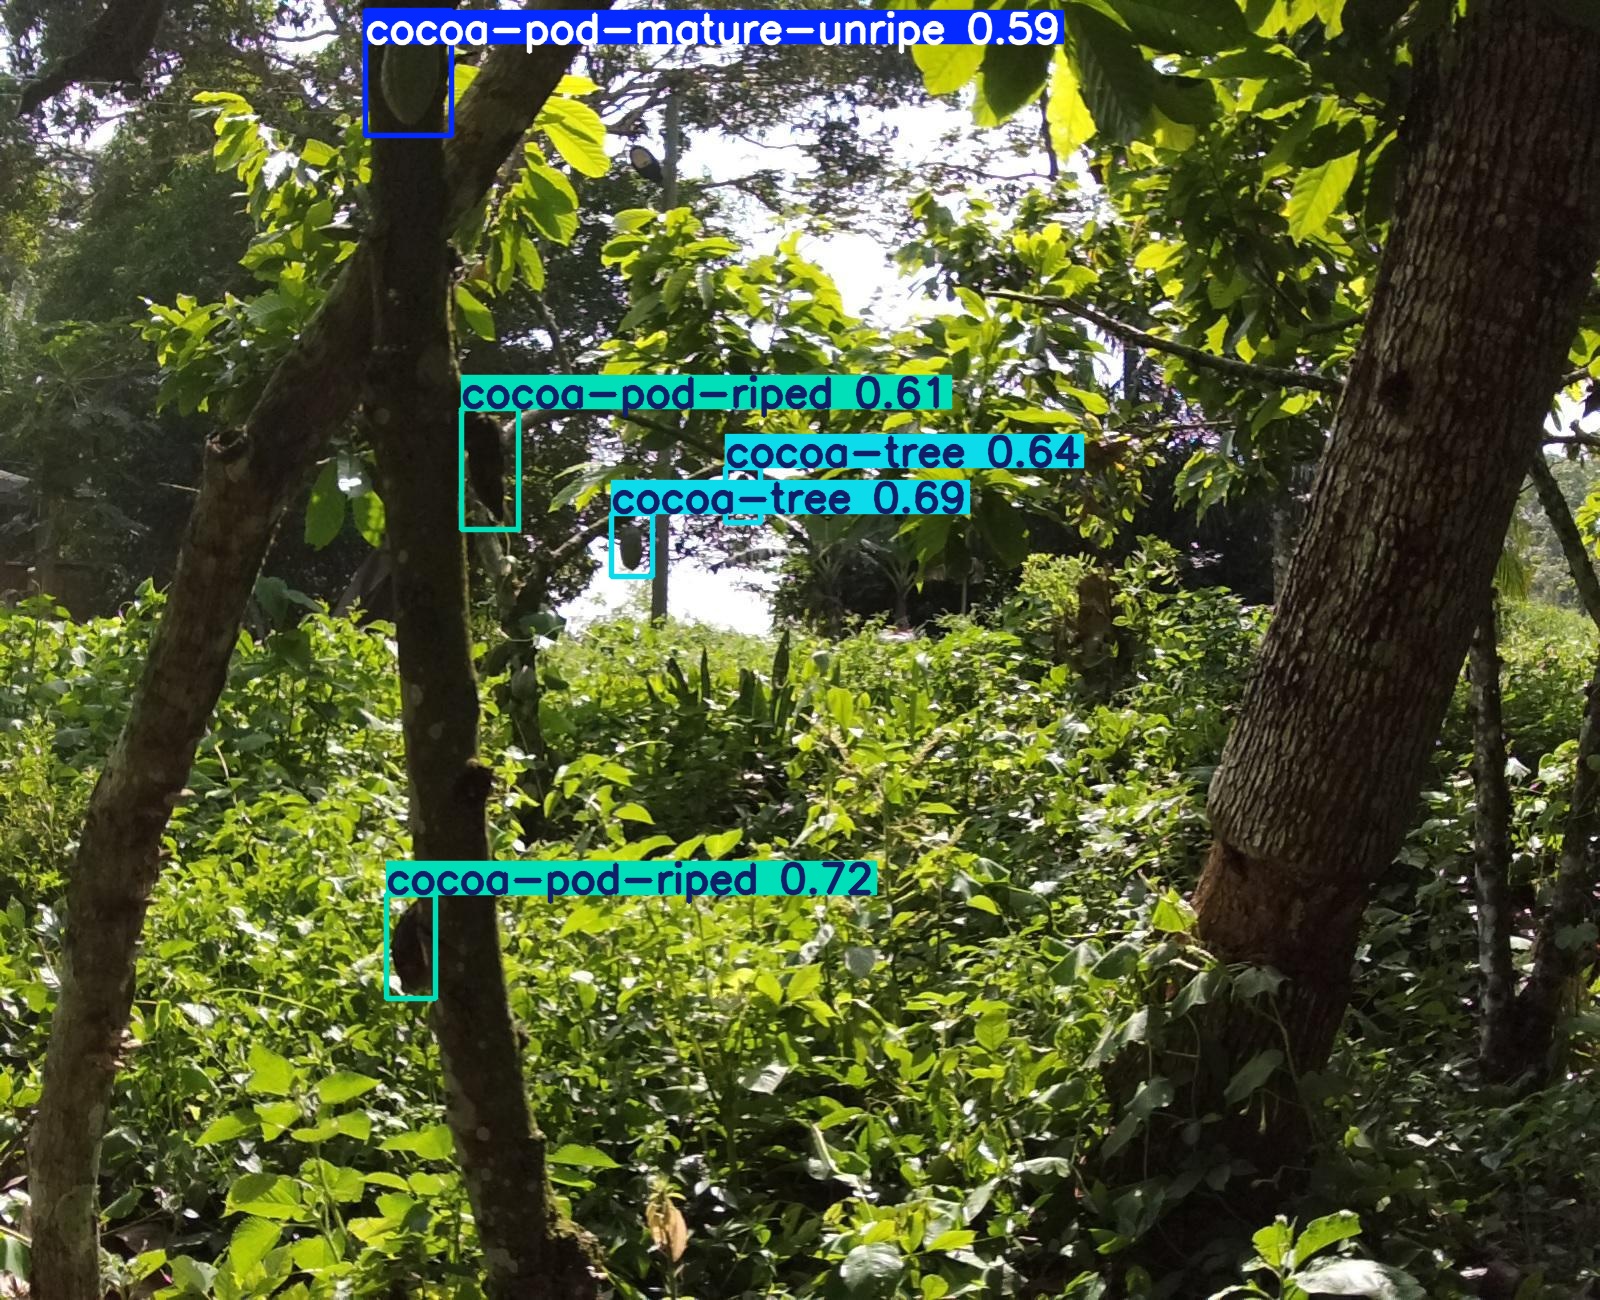 cocoa-pod-mature-unripe 0.59
cocoa-pod-riped 0.61
cocoa-tree 0.64
cocoa-tree 0.69
cocoa-pod-riped 0.72